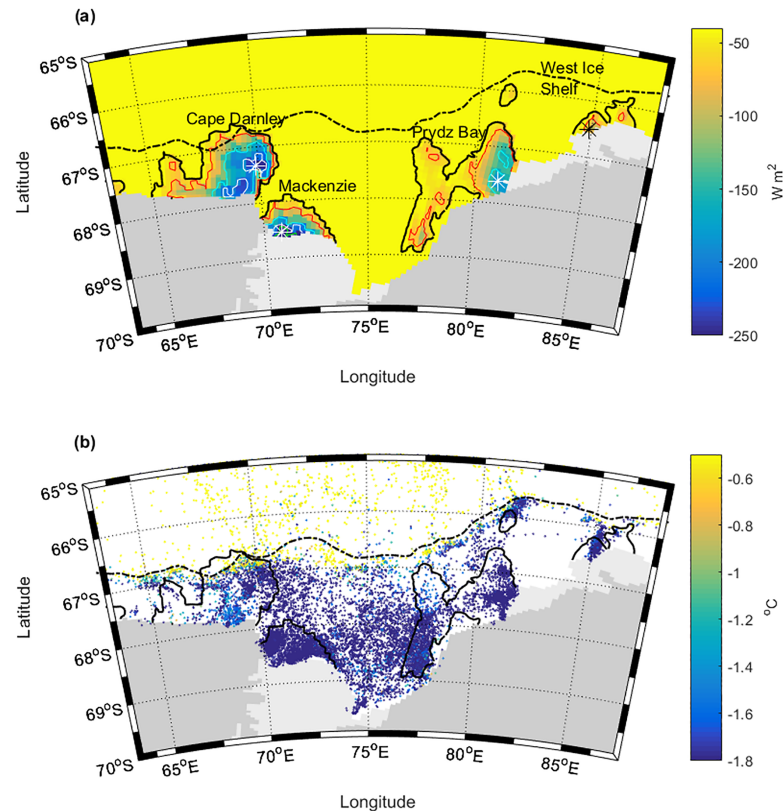 (a)
65°S
66°S
67°S
68°S
69°S
70°S
65°E
70°E
75°E
80°E
85°E
Latitude
Longitude
Cape Darnley
Mackenzie
Prydz Bay
West Ice
Shelf
-50
-100
-150
-200
-250
W m²
(b)
65°S
66°S
67°S
68°S
69°S
70°S
65°E
70°E
75°E
80°E
85°E
Latitude
Longitude
-0.6
-0.8
-1
-1.2
-1.4
-1.6
-1.8
°C